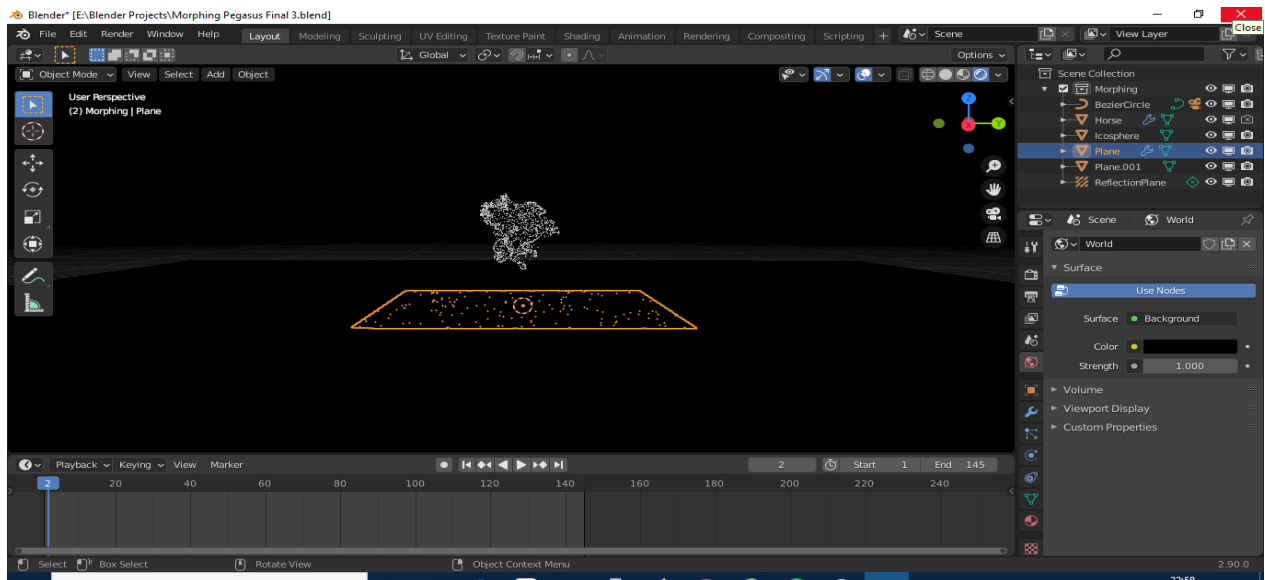 Blender* [E:\Blender Projects\Morphing Pegasus Final 3.blend]
Close
File Edit Render Window Help Layout Modeling Sculpting UV Editing Texture Paint Shading Animation Rendering Compositing Scripting + Scene View Layer
Global Options
Object Mode View Select Add Object
User Perspective
(2) Morphing | Plane
Z
X
Y
Scene Collection
Morphing
BezierCircle
Horse
Icosphere
Plane
Plane.001
ReflectionPlane
Scene World
World
Surface
Use Nodes
Surface Background
Color
Strength 1.000
Volume
Viewport Display
Custom Properties
Playback Keying View Marker 2 Start 1 End 145
2 20 40 60 80 100 120 140 160 180 200 220 240
Select Box Select Rotate View Object Context Menu 2.90.0